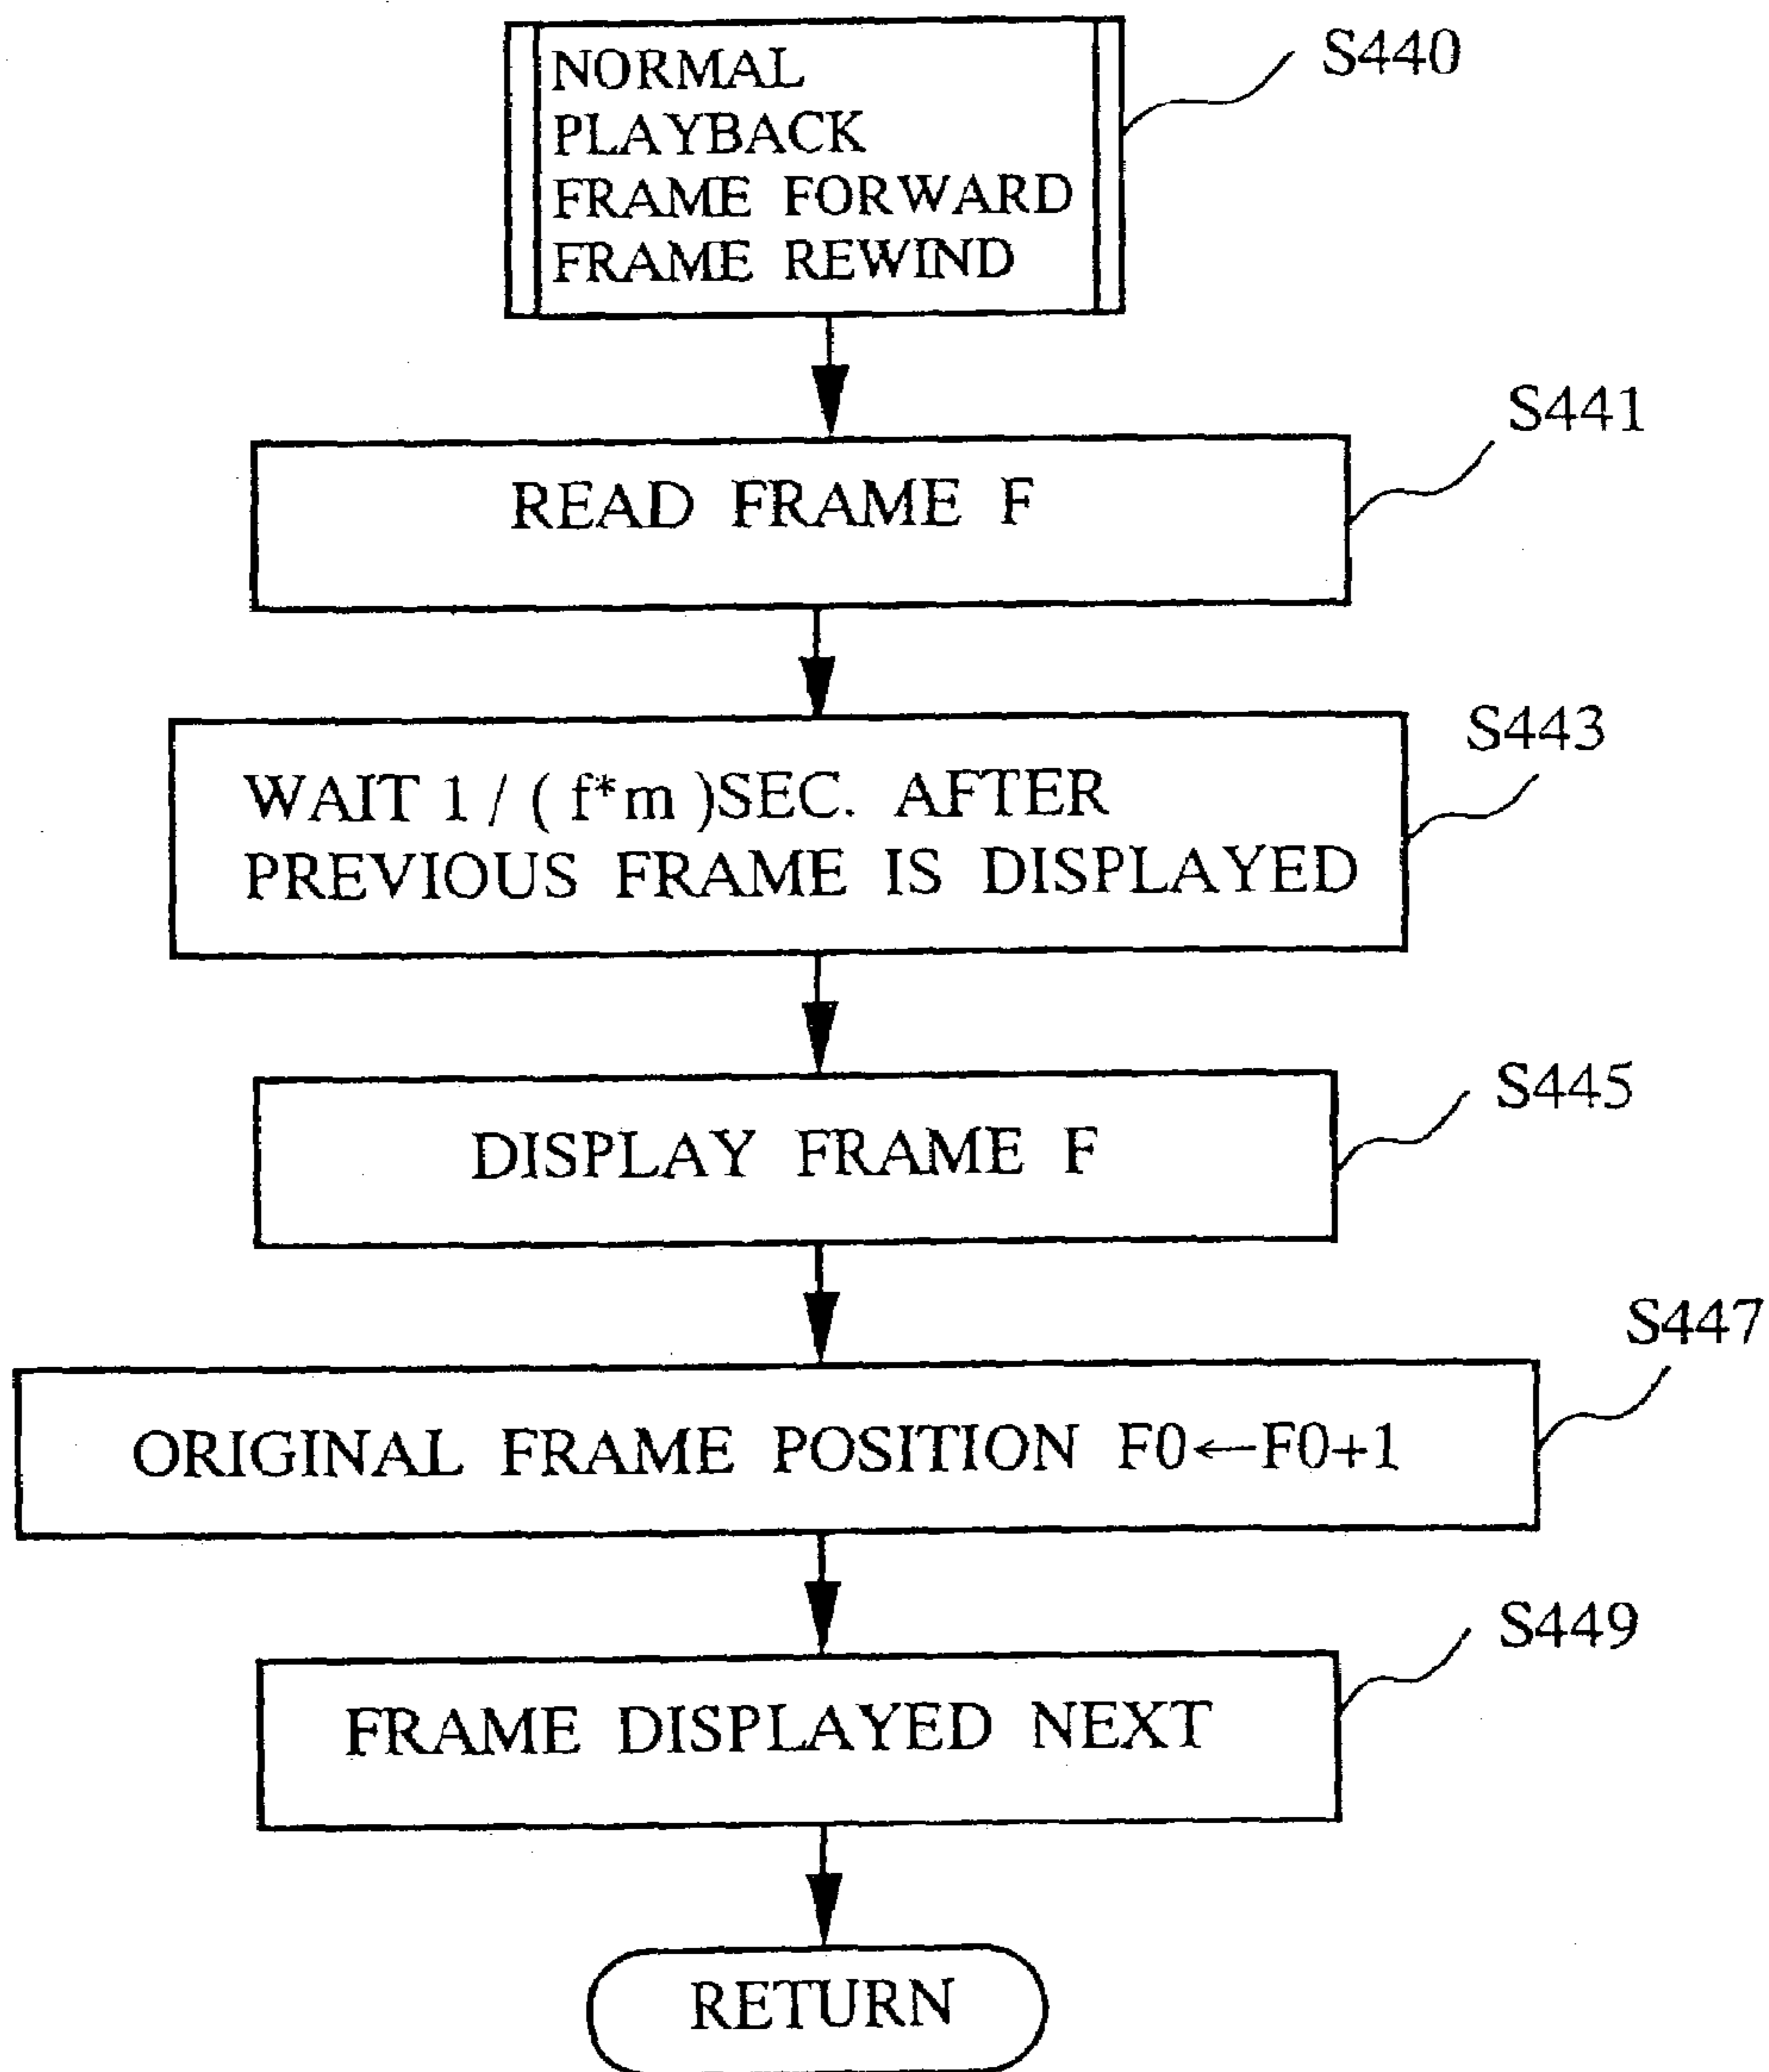 NORMAL
PLAYBACK
FRAME FORWARD
FRAME REWIND
S440
S441
READ FRAME F
S443
WAIT 1 / ( f*m )SEC. AFTER
PREVIOUS FRAME IS DISPLAYED
S445
DISPLAY FRAME F
S447
ORIGINAL FRAME POSITION F0←F0+1
S449
FRAME DISPLAYED NEXT
RETURN